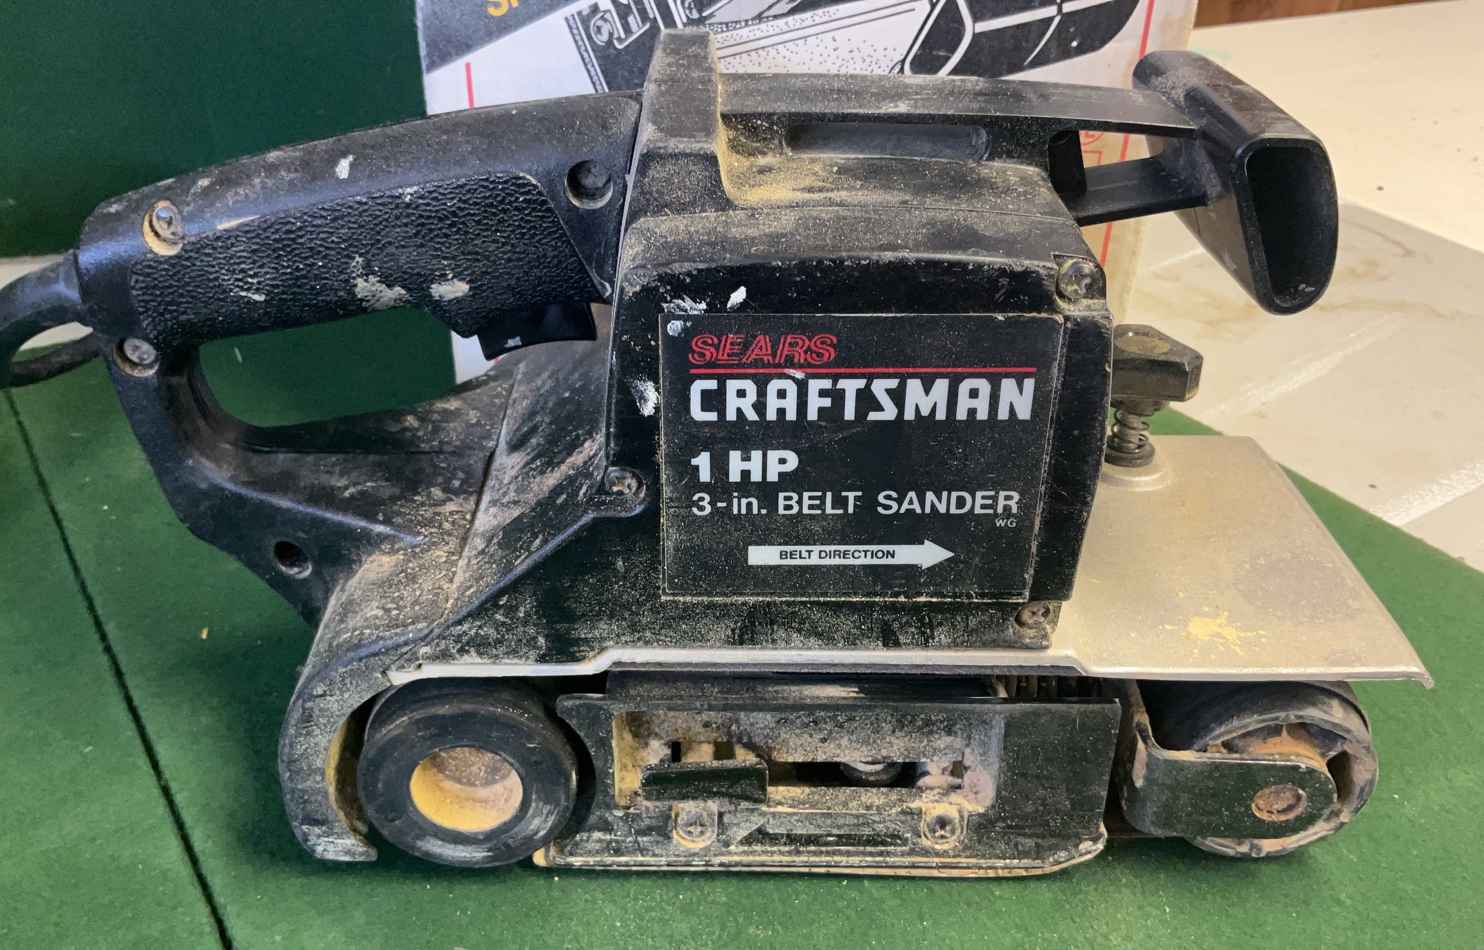 SEARS
CRAFTSMAN
1 HP
3-in. BELT SANDER
WG
BELT DIRECTION